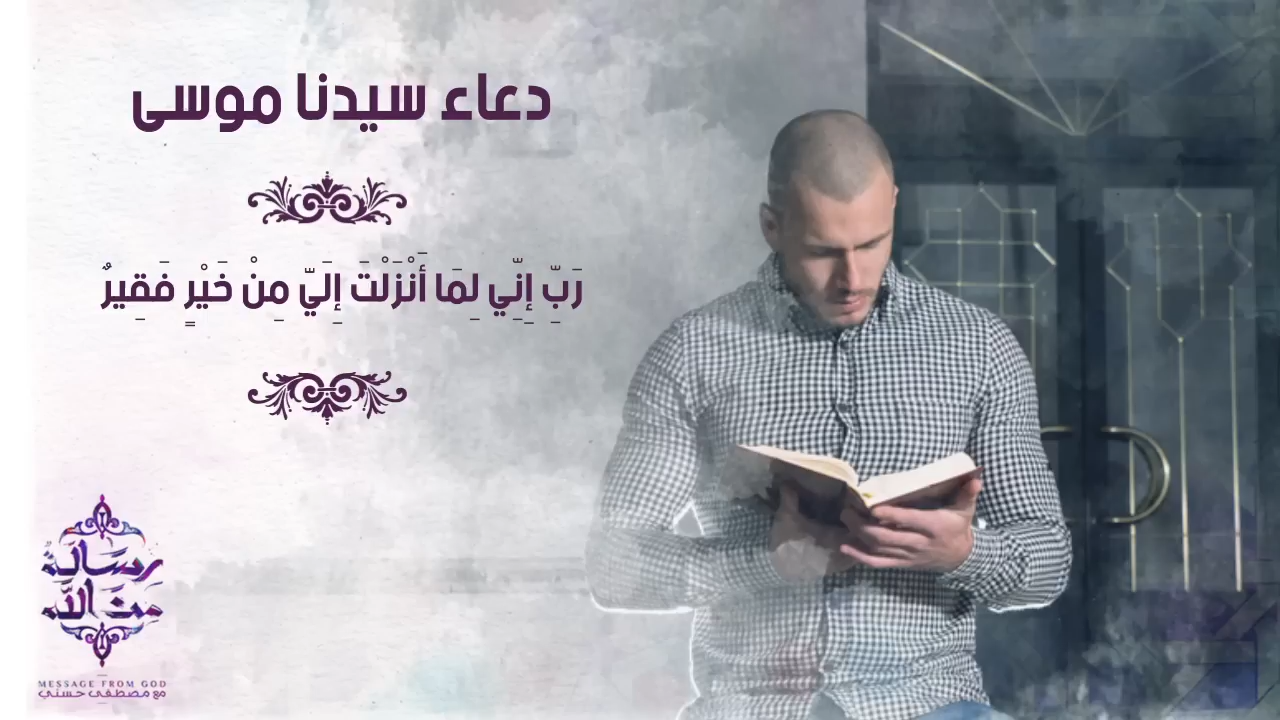 دعاء سيدنا موسى
رَبِّ إِنِّي لِمَا أَنْزَلْتَ إِلَيَّ مِنْ خَيْرٍ فَقِيرٌ
رسالة
من الله
MESSAGE FROM GOD
مع مصطفى حسني